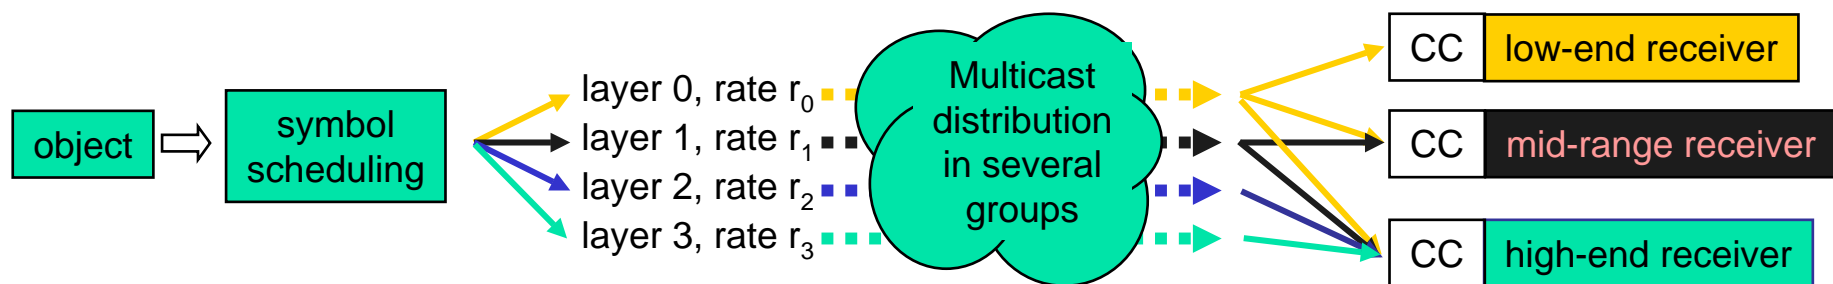 object
symbol
scheduling
layer 0, rate r0
layer 1, rate r1
layer 2, rate r2
layer 3, rate r3
Multicast
distribution
in several
groups
CC low-end receiver
CC mid-range receiver
CC high-end receiver